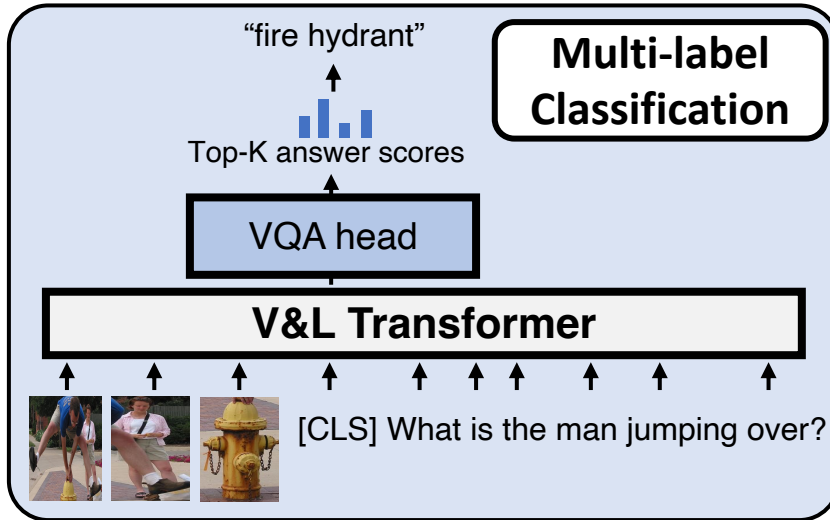 “fire hydrant”
Multi-label
Classification
Top-K answer scores
VQA head
V&L Transformer
[CLS] What is the man jumping over?